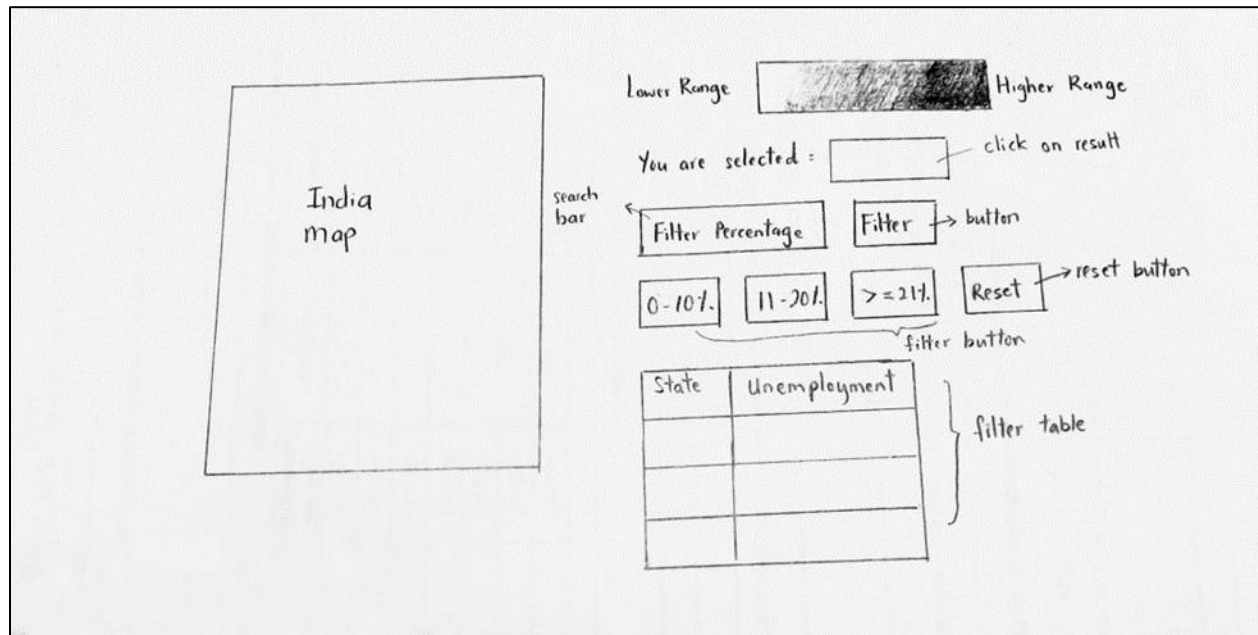 India
map
Lower Range
Higher Range
You are selected :
click on result
search
bar
Filter Percentage
Filter
button
0-10%.
11-20%.
>=21%.
Reset
reset button
filter button
State
Unemployment
filter table